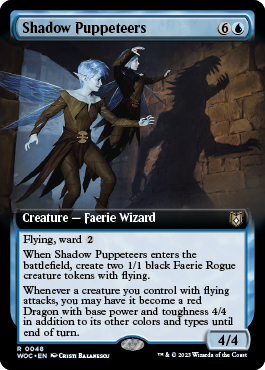 Shadow Puppeteers 6
Creature — Faerie Wizard
Flying, ward 2
When Shadow Puppeteers enters the
battlefield, create two 1/1 black Faerie Rogue
creature tokens with flying.
Whenever a creature you control with flying
attacks, you may have it become a red
Dragon with base power and toughness 4/4
in addition to its other colors and types until
end of turn.
4/4
R 0048
WOC • EN Cristi Balanescu
™ & © 2023 Wizards of the Coast